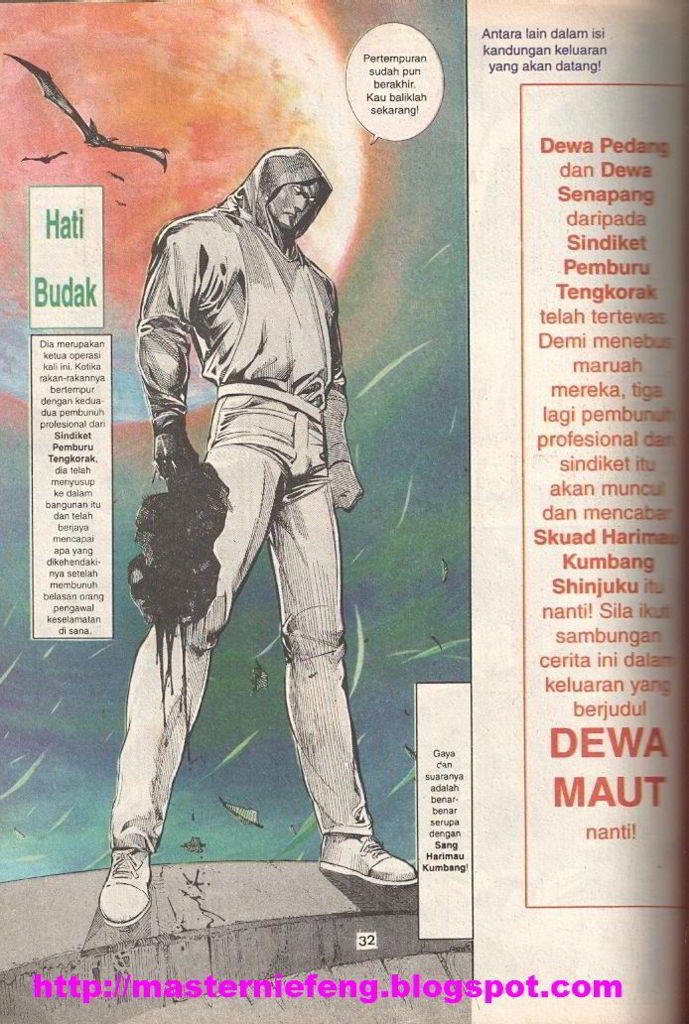 Pertempuran
sudah pun
berakhir.
Kau baliklah
sekarang!
Hati
Budak
Dia merupakan
ketua operasi
kali ini. Ketika
rakan-rakannya
bertempur
dengan kedua-
dua pembunuh
profesional dari
Sindiket
Pemburu
Tengkorak,
dia telah
menyusup
ke dalam
bangunan itu
dan telah
berjaya
mencapai
apa yang
dikehendaki-
nya setelah
membunuh
belasan orang
pengawal
keselamatan
di sana.
Gaya
dan
suaranya
adalah
benar-
benar
serupa
dengan
Sang
Harimau
Kumbang!
32
Antara lain dalam isi
kandungan keluaran
yang akan datang!
Dewa Pedang
dan Dewa
Senapang
daripada
Sindiket
Pemburu
Tengkorak
telah tertewas.
Demi menebus
maruah
mereka, tiga
lagi pembunuh
profesional dari
sindiket itu
akan muncul
dan mencabar
Skuad Harimau
Kumbang
Shinjuku itu
nanti! Sila ikuti
sambungan
cerita ini dalam
keluaran yang
berjudul
DEWA
MAUT
nanti!
http://masterniefeng.blogspot.com